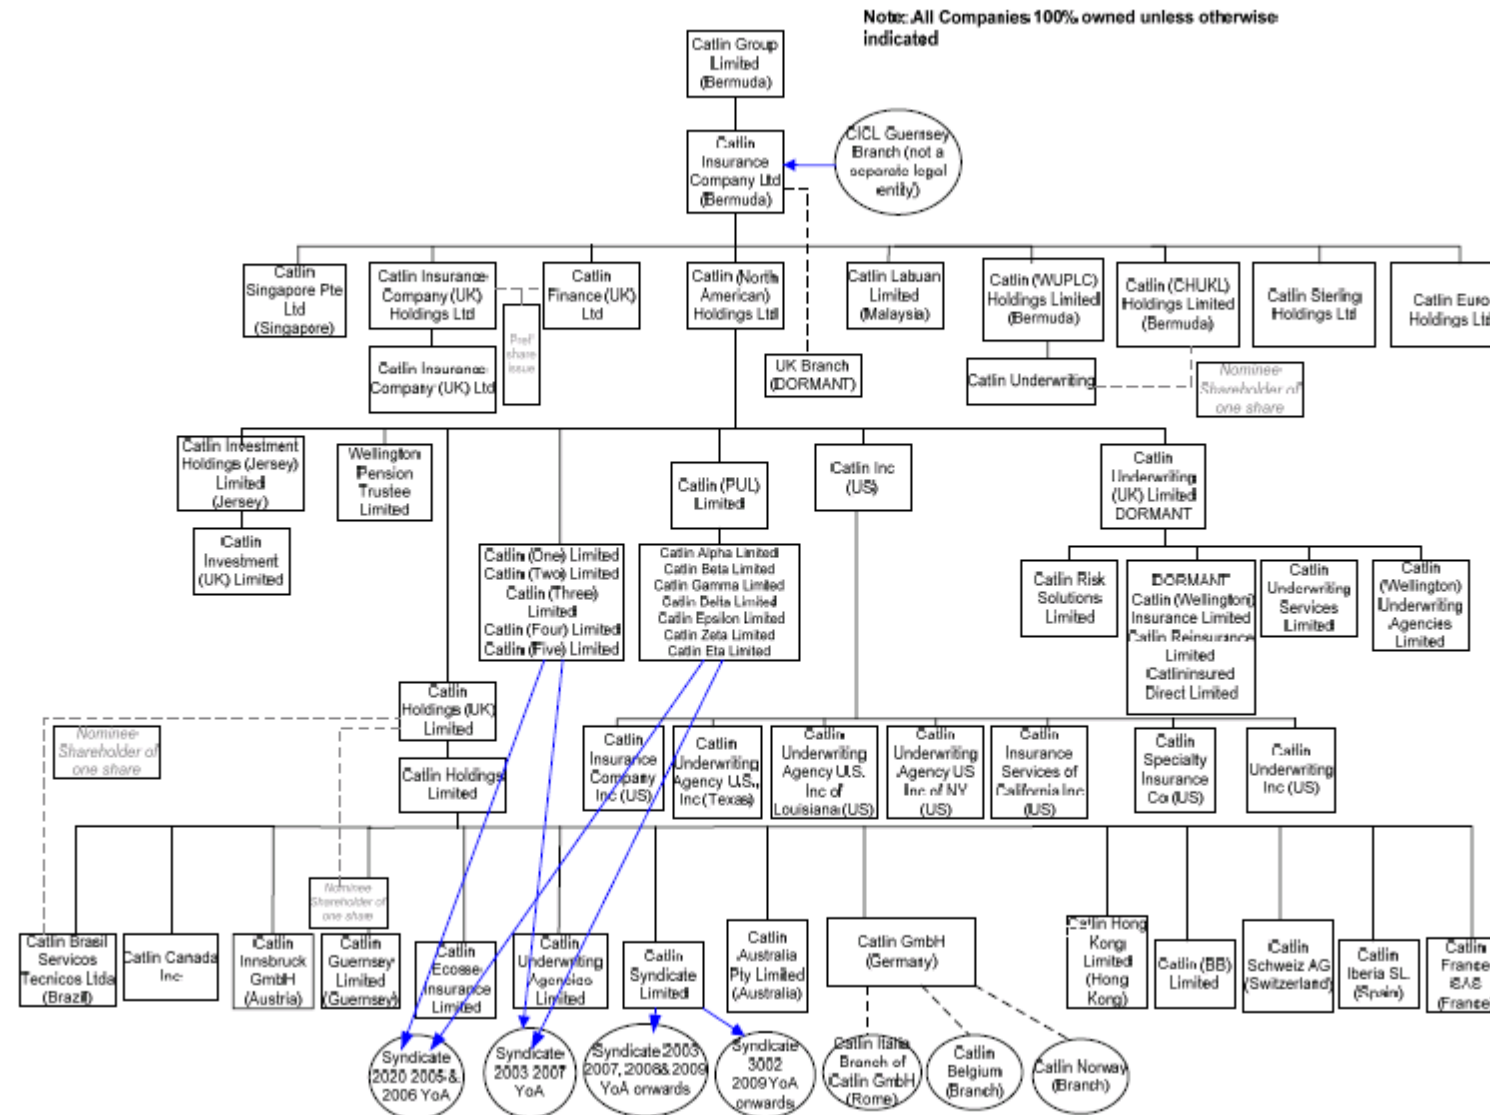 Note: All Companies 100% owned unless otherwise
indicated
Catlin Group
Limited
(Bermuda)
Catlin
Insurance
Company Ltd
(Bermuda)
CICL Guernsey
Branch (not a
separate legal
entity)
Catlin
Singapore Pte
Ltd
(Singapore)
Catlin Insurance
Company (UK)
Holdings Ltd
Catlin
Finance (UK)
Ltd
Catlin (North
American)
Holdings Ltd
Catlin Labuan
Limited
(Malaysia)
Catlin (WUPLC)
Holdings Limited
(Bermuda)
Catlin (CHUKL)
Holdings Limited
(Bermuda)
Catlin Sterling
Holdings Ltd
Catlin Euro
Holdings Ltd
Pref
share
issue
Catlin Insurance
Company (UK) Ltd
UK Branch
(DORMANT)
Catlin Underwriting
Nominee
Shareholder of
one share
Catlin Investment
Holdings (Jersey)
Limited
(Jersey)
Wellington
Pension
Trustee
Limited
Catlin (PUL)
Limited
Catlin Inc
(US)
Catlin
Underwriting
(UK) Limited
DORMANT
Catlin
Investment
(UK) Limited
Catlin (One) Limited
Catlin (Two) Limited
Catlin (Three)
Limited
Catlin (Four) Limited
Catlin (Five) Limited
Catlin Alpha Limited
Catlin Beta Limited
Catlin Gamma Limited
Catlin Delta Limited
Catlin Epsilon Limited
Catlin Zeta Limited
Catlin Eta Limited
Catlin Risk
Solutions
Limited
DORMANT
Catlin (Wellington)
Insurance Limited
Catlin Reinsurance
Limited
Catlininsured
Direct Limited
Catlin
Underwriting
Services
Limited
Catlin
(Wellington)
Underwriting
Agencies
Limited
Catlin
Holdings (UK)
Limited
Nominee
Shareholder of
one share
Catlin Holdings
Limited
Catlin
Insurance
Company
Inc (US)
Catlin
Underwriting
Agency U.S.,
Inc (Texas)
Catlin
Underwriting
Agency U.S.
Inc of
Louisiana (US)
Catlin
Underwriting
Agency US
Inc of NY
(US)
Catlin
Insurance
Services of
California Inc
(US)
Catlin
Specialty
Insurance
Co (US)
Catlin
Underwriting
Inc (US)
Nominee
Shareholder of
one share
Catlin Brasil
Servicos
Tecnicos Ltda
(Brazil)
Catlin Canada
Inc
Catlin
Innsbruck
GmbH
(Austria)
Catlin
Guernsey
Limited
(Guernsey)
Catlin
Ecosse
Insurance
Limited
Catlin
Underwriting
Agencies
Limited
Catlin
Syndicate
Limited
Catlin
Australia
Pty Limited
(Australia)
Catlin GmbH
(Germany)
Catlin Hong
Kong
Limited
(Hong
Kong)
Catlin (BB)
Limited
Catlin
Schweiz AG
(Switzerland)
Catlin
Iberia SL.
(Spain)
Catlin
France
SAS
(France
Syndicate
2020 2005 &
2006 YoA
Syndicate
2003 2007
YoA
Syndicate 2003
2007, 2008 & 2009
YoA onwards
Syndicate
3002
2009 YoA
onwards
Catlin Italia
Branch of
Catlin GmbH
(Rome)
Catlin
Belgium
(Branch)
Catlin Norway
(Branch)